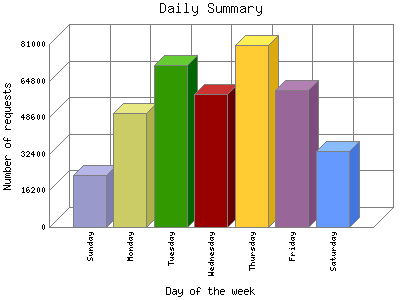 Daily Summary
81000
64800
48600
32400
16200
0
Number of requests
Sunday
Monday
Tuesday
Wednesday
Thursday
Friday
Saturday
Day of the week